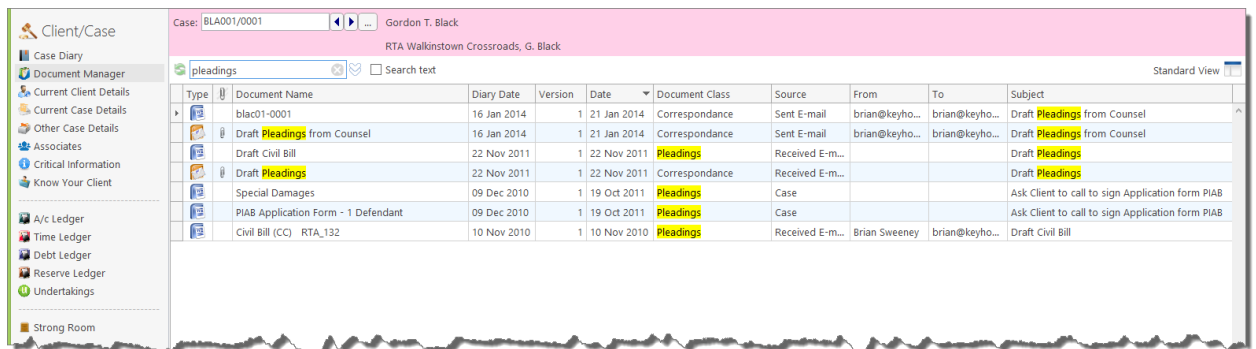 Client/Case
Case Diary
Document Manager
Current Client Details
Current Case Details
Other Case Details
Associates
Critical Information
Know Your Client
A/c Ledger
Time Ledger
Debt Ledger
Reserve Ledger
Undertakings
Strong Room
Case: BLA001/0001 ... Gordon T. Black
RTA Walkinstown Crossroads, G. Black
pleadings Search text Standard View
Type Document Name Diary Date Version Date Document Class Source From To Subject
blac01-0001 16 Jan 2014 1 21 Jan 2014 Correspondance Sent E-mail brian@keyho... brian@keyho... Draft Pleadings from Counsel
Draft Pleadings from Counsel 16 Jan 2014 1 21 Jan 2014 Correspondance Sent E-mail brian@keyho... brian@keyho... Draft Pleadings from Counsel
Draft Civil Bill 22 Nov 2011 1 22 Nov 2011 Pleadings Received E-m... Draft Pleadings
Draft Pleadings 22 Nov 2011 1 22 Nov 2011 Correspondance Received E-m... Draft Pleadings
Special Damages 09 Dec 2010 1 19 Oct 2011 Pleadings Case Ask Client to call to sign Application form PIAB
PIAB Application Form - 1 Defendant 09 Dec 2010 1 19 Oct 2011 Pleadings Case Ask Client to call to sign Application form PIAB
Civil Bill (CC) RTA_132 10 Nov 2010 1 10 Nov 2010 Pleadings Received E-m... Brian Sweeney brian@keyho... Draft Civil Bill